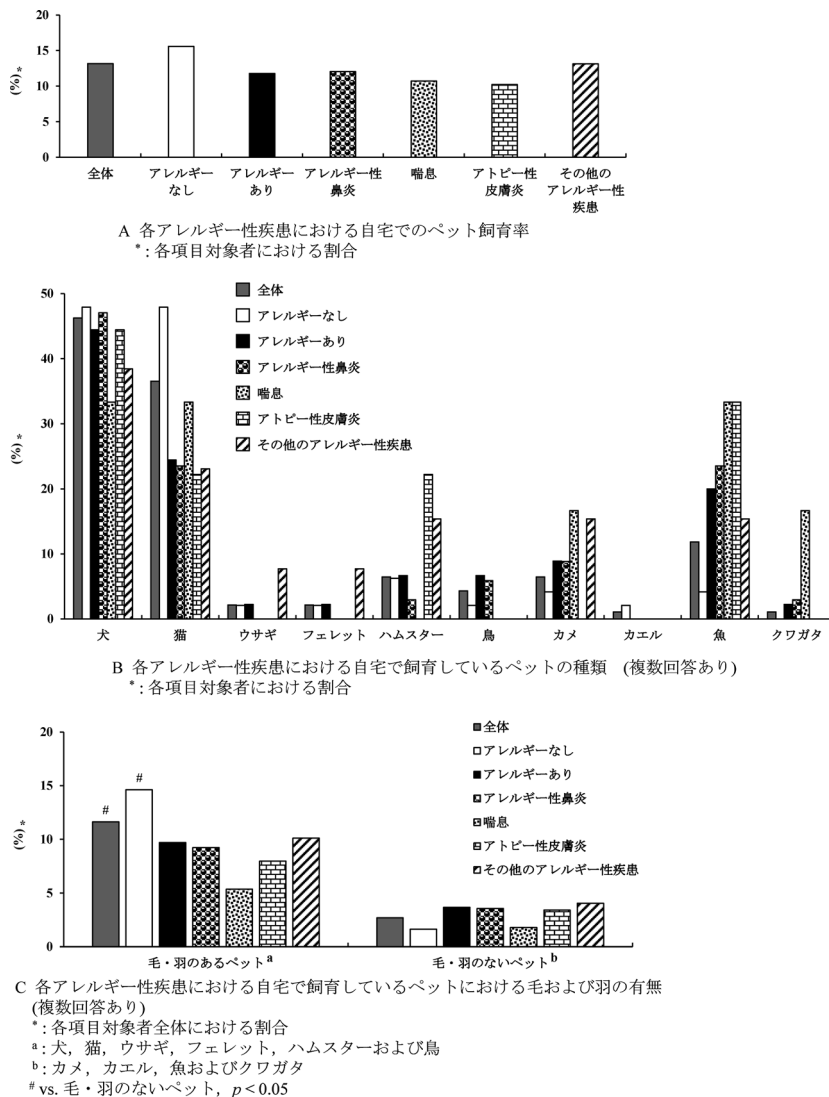 20
15
10
5
0
(%)*
全体
アレルギー
なし
アレルギー
あり
アレルギー性
鼻炎
喘息
アトピー性
皮膚炎
その他の
アレルギー性
疾患
A 各アレルギー性疾患における自宅でのペット飼育率
*: 各項目対象者における割合
50
40
30
20
10
0
(%)*
全体
アレルギーなし
アレルギーあり
アレルギー性鼻炎
喘息
アトピー性皮膚炎
その他のアレルギー性疾患
犬
猫
ウサギ
フェレット
ハムスター
鳥
カメ
カエル
魚
クワガタ
B 各アレルギー性疾患における自宅で飼育しているペットの種類 (複数回答あり)
*: 各項目対象者における割合
20
15
10
5
0
(%)*
#
#
全体
アレルギーなし
アレルギーあり
アレルギー性鼻炎
喘息
アトピー性皮膚炎
その他のアレルギー性疾患
毛・羽のあるペットa
毛・羽のないペットb
C 各アレルギー性疾患における自宅で飼育しているペットにおける毛および羽の有無
(複数回答あり)
*: 各項目対象者全体における割合
a: 犬, 猫, ウサギ, フェレット, ハムスターおよび鳥
b: カメ, カエル, 魚およびクワガタ
# vs. 毛・羽のないペット, p < 0.05